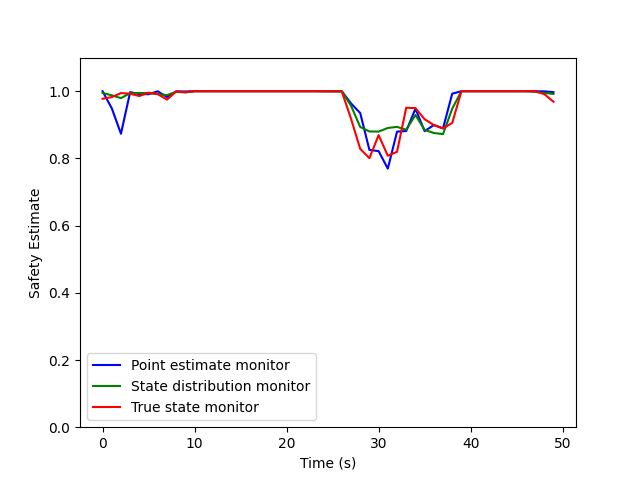 1.0
0.8
0.6
0.4
0.2
0.0
Safety Estimate
Point estimate monitor
State distribution monitor
True state monitor
0 10 20 30 40 50
Time (s)